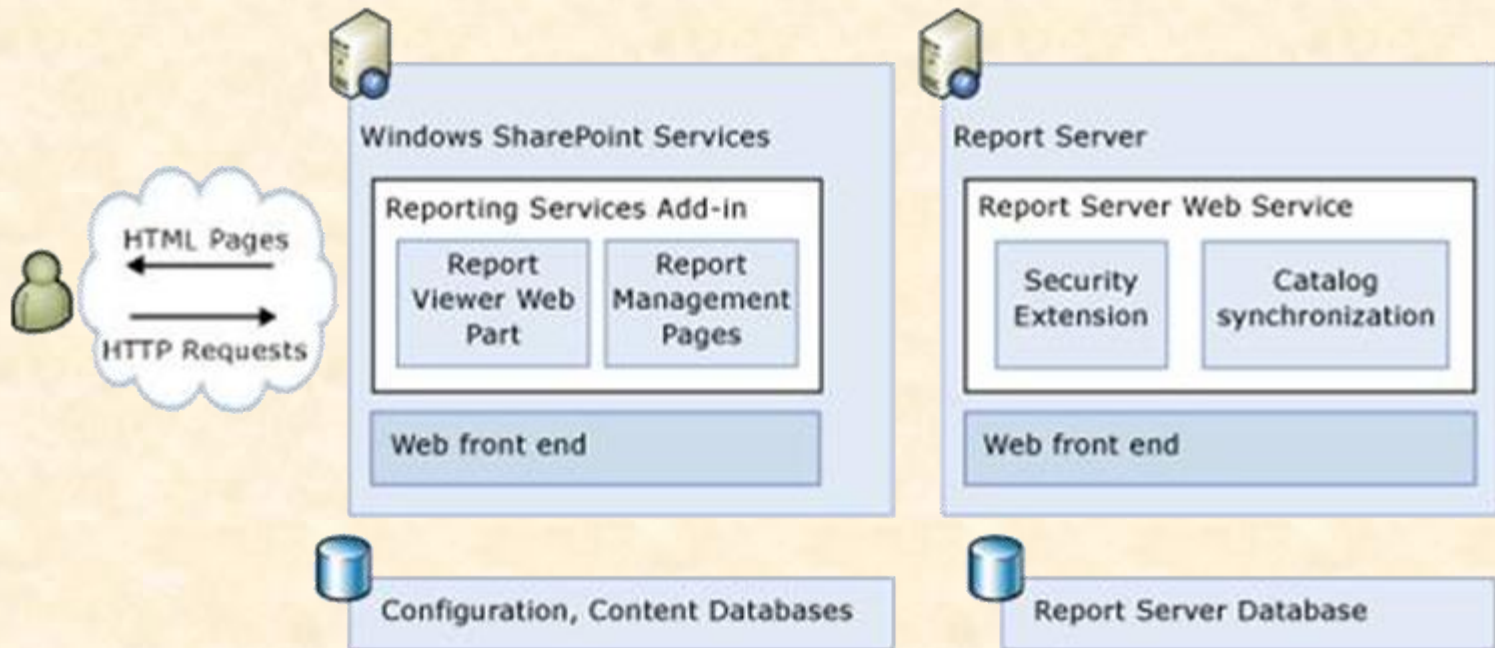 HTML Pages
HTTP Requests
Windows SharePoint Services
Reporting Services Add-in
Report
Viewer Web
Part
Report
Management
Pages
Web front end
Report Server
Report Server Web Service
Security
Extension
Catalog
synchronization
Web front end
Configuration, Content Databases
Report Server Database